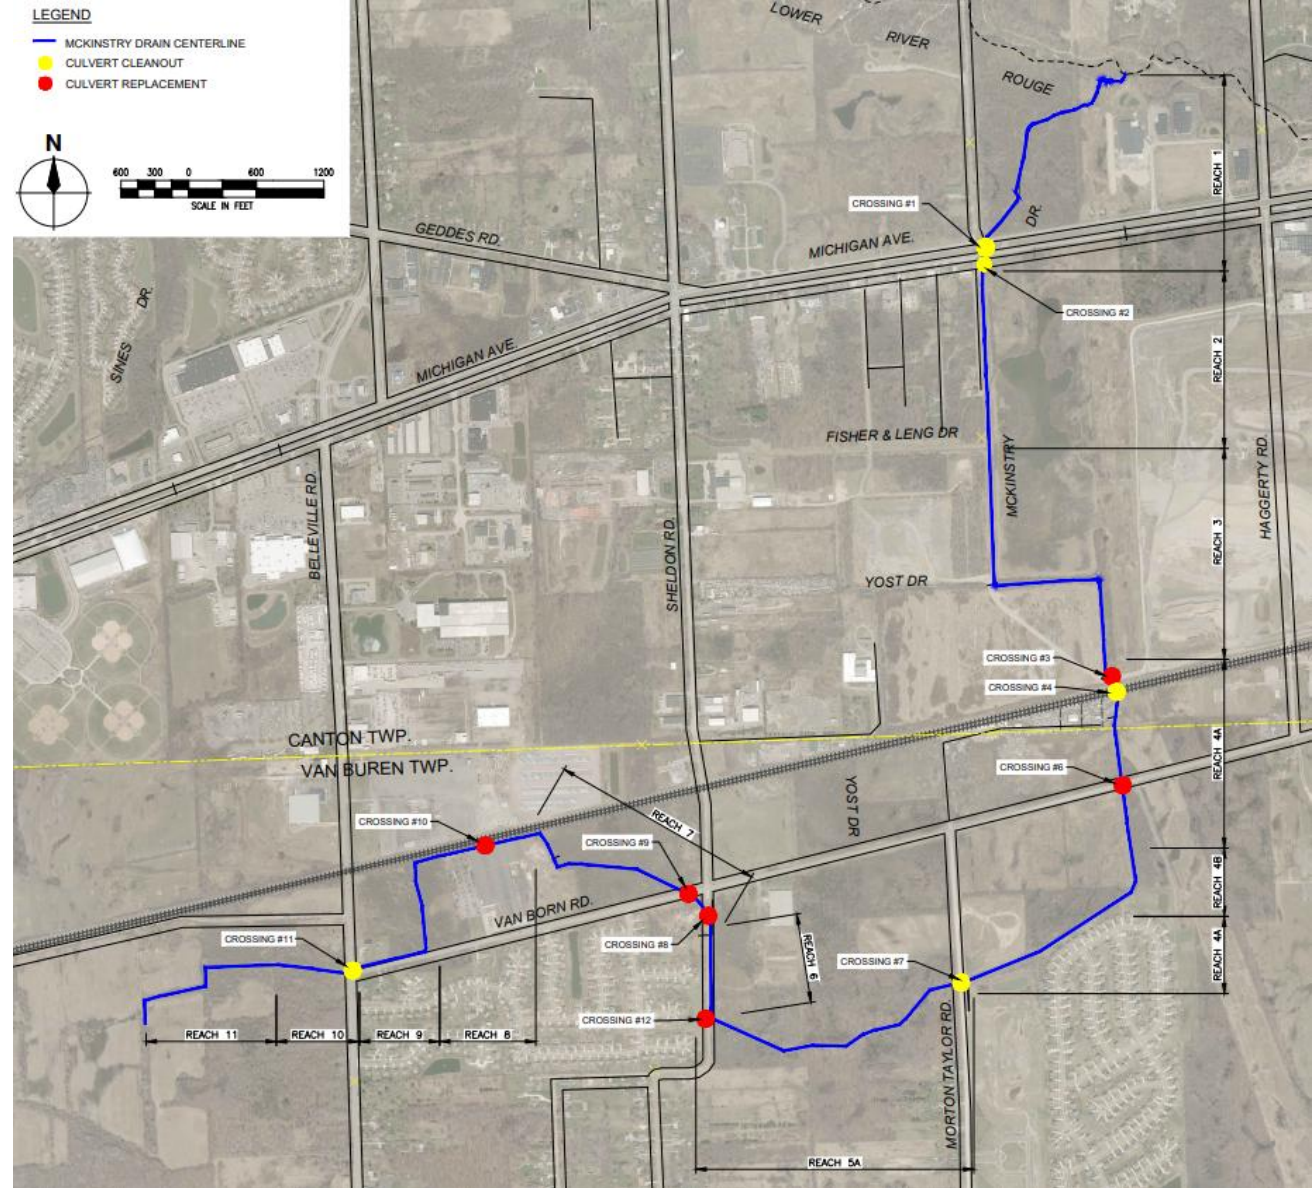 LEGEND
MCKINSTRY DRAIN CENTERLINE
CULVERT CLEANOUT
CULVERT REPLACEMENT
N
600 300 0 600 1200
SCALE IN FEET
LOWER
RIVER
ROUGE
REACH 1
CROSSING #1
DR.
GEDDES RD.
MICHIGAN AVE.
CROSSING #2
SINES DR.
MICHIGAN AVE.
REACH 2
FISHER & LENG DR
MCKINSTRY
HAGGERTY RD.
BELLEVILLE RD.
SHELDON RD.
REACH 3
YOST DR
CROSSING #3
CROSSING #4
CANTON TWP.
VAN BUREN TWP.
REACH 4A
CROSSING #6
YOST DR
CROSSING #10
REACH 7
CROSSING #9
REACH 4B
VAN BORN RD.
CROSSING #11
CROSSING #8
REACH 6
CROSSING #7
REACH 4A
CROSSING #12
REACH 11
REACH 10
REACH 9
REACH 8
MORTON TAYLOR RD.
REACH 5A